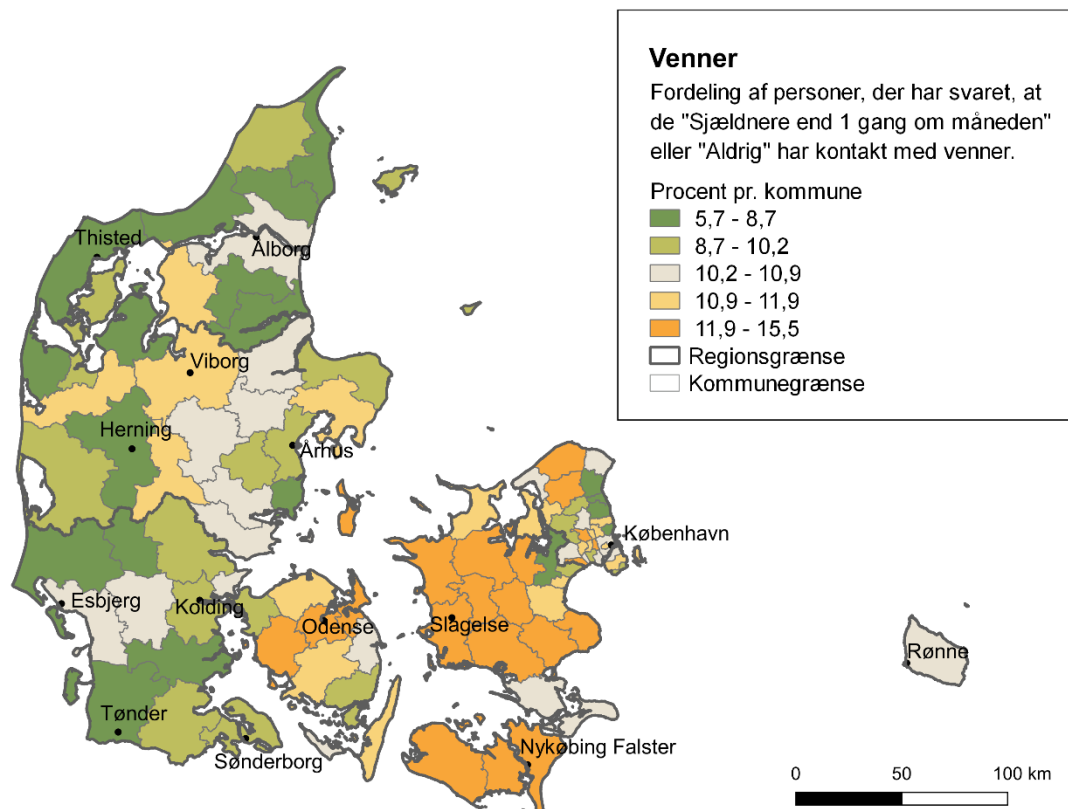 Venner
Fordeling af personer, der har svaret, at
de "Sjældnere end 1 gang om måneden"
eller "Aldrig" har kontakt med venner.
Procent pr. kommune
5,7 - 8,7
8,7 - 10,2
10,2 - 10,9
10,9 - 11,9
11,9 - 15,5
Regionsgrænse
Kommunegrænse
Thisted
Ålborg
Viborg
Herning
Århus
København
Esbjerg
Kolding
Odense
Slagelse
Rønne
Tønder
Sønderborg
Nykøbing Falster
0 50 100 km